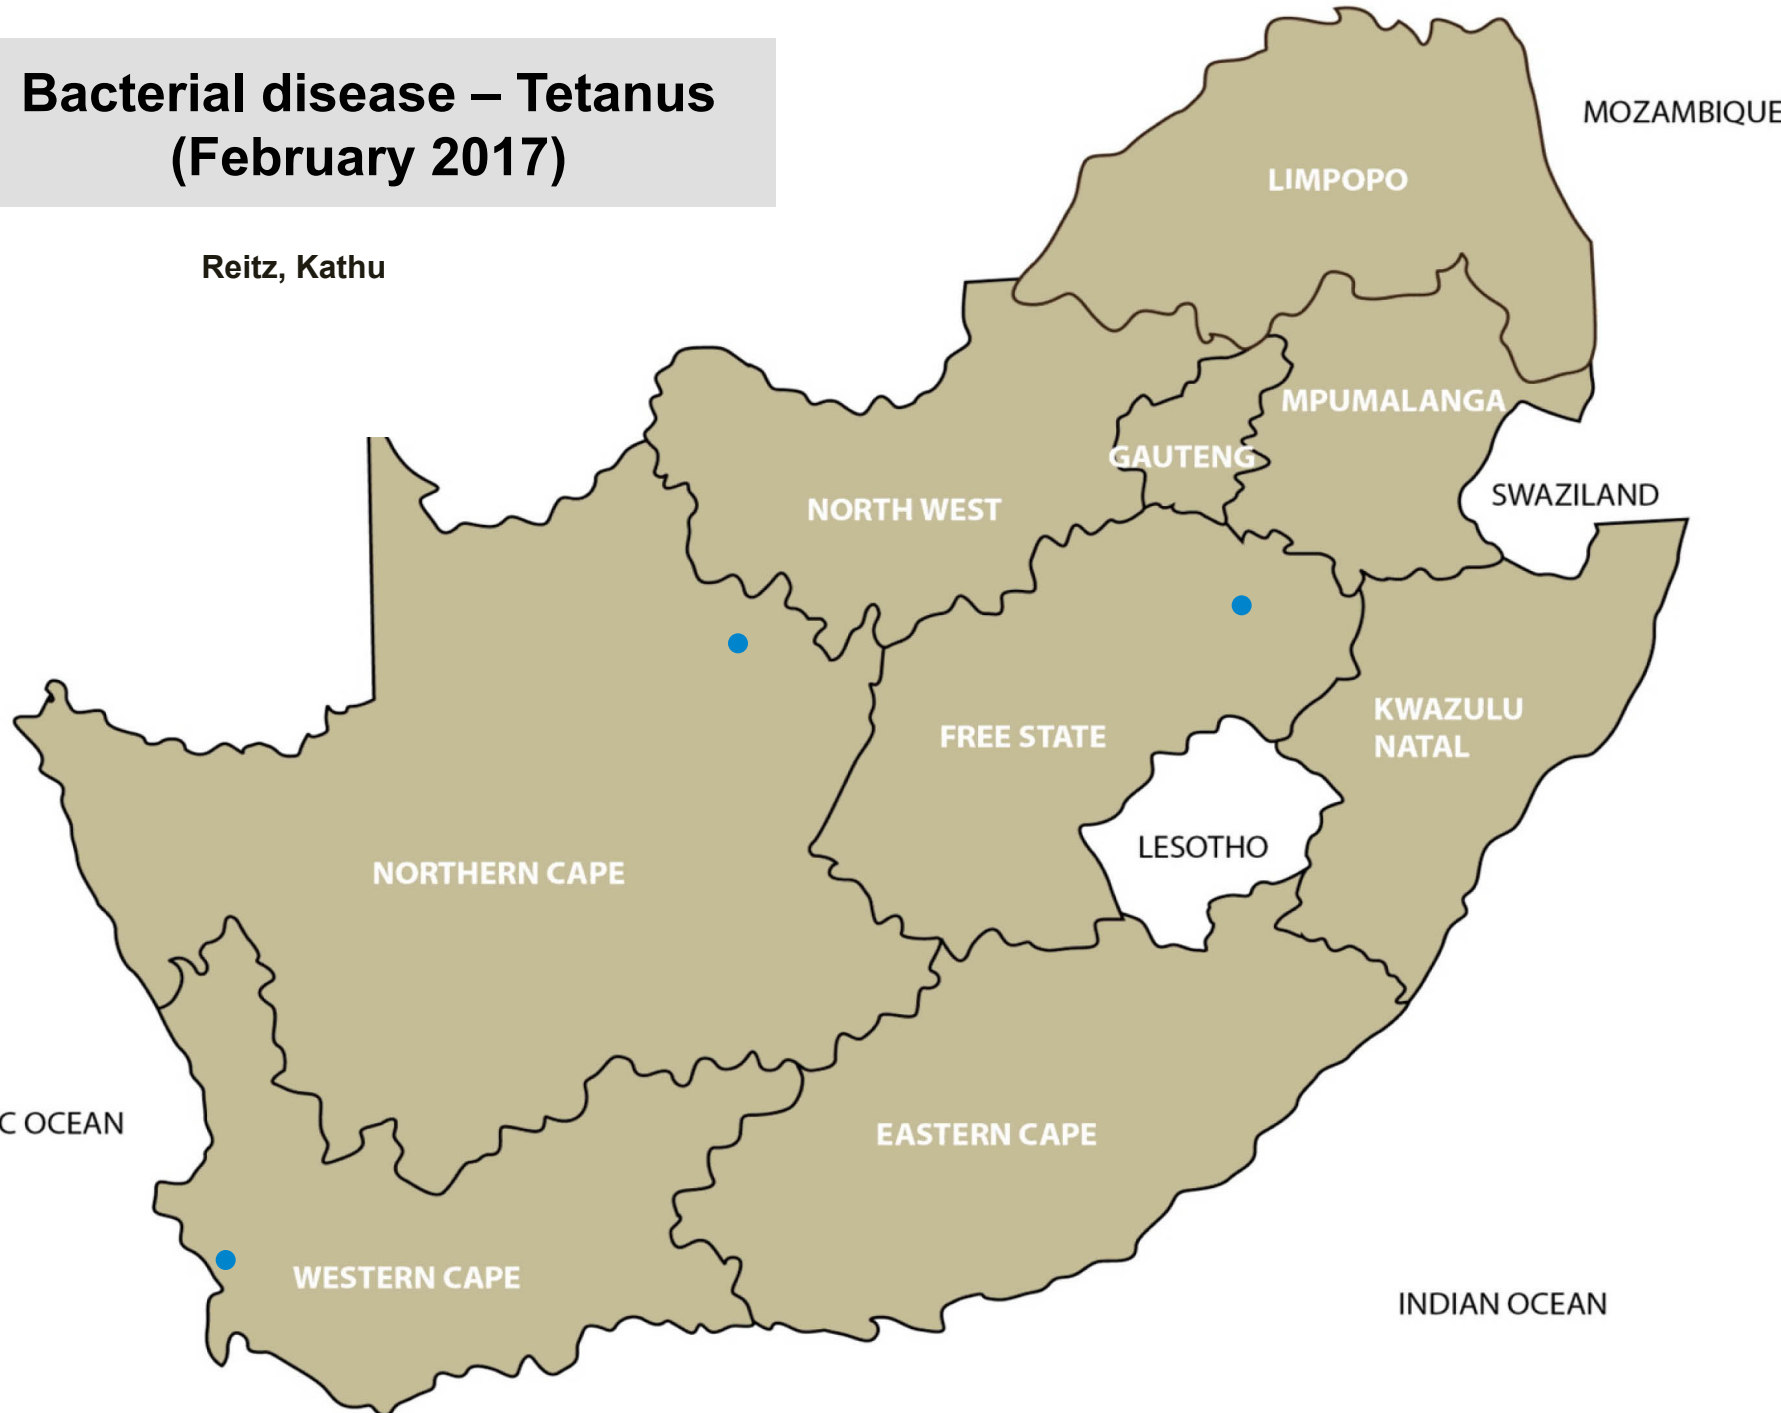 Bacterial disease – Tetanus
(February 2017)
Reitz, Kathu
MOZAMBIQUE
LIMPOPO
MPUMALANGA
GAUTENG
NORTH WEST
SWAZILAND
KWAZULU
NATAL
FREE STATE
LESOTHO
NORTHERN CAPE
C OCEAN
EASTERN CAPE
WESTERN CAPE
INDIAN OCEAN